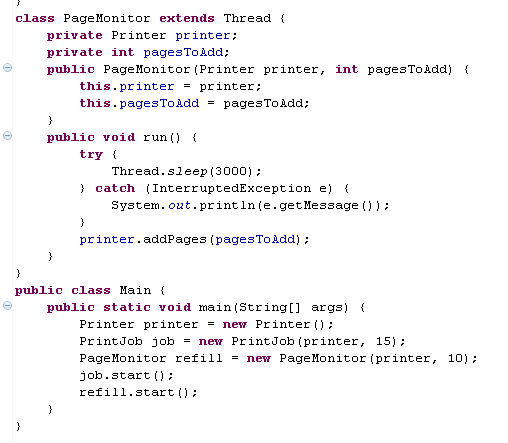 }
class PageMonitor extends Thread {
    private Printer printer;
    private int pagesToAdd;
    public PageMonitor(Printer printer, int pagesToAdd) {
        this.printer = printer;
        this.pagesToAdd = pagesToAdd;
    }
    public void run() {
        try {
            Thread.sleep(3000);
        } catch (InterruptedException e) {
            System.out.println(e.getMessage());
        }
        printer.addPages(pagesToAdd);
    }
}
public class Main {
    public static void main(String[] args) {
        Printer printer = new Printer();
        PrintJob job = new PrintJob(printer, 15);
        PageMonitor refill = new PageMonitor(printer, 10);
        job.start();
        refill.start();
    }
}